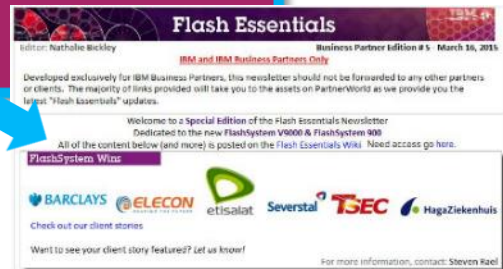 Flash Essentials
IBM
Editor: Nathalie Bickley
Business Partner Edition # 5 - March 16, 2015
IBM and IBM Business Partners Only
Developed exclusively for IBM Business Partners, this newsletter should not be forwarded to any other partners
or clients. The majority of links provided will take you to the assets on PartnerWorld as we provide you the
latest "Flash Essentials" updates.
Welcome to a Special Edition of the Flash Essentials Newsletter
Dedicated to the new FlashSystem V9000 & FlashSystem 900
All of the content below (and more) is posted on the Flash Essentials Wiki Need access go here.
FlashSystem Wins
BARCLAYS
ELECON
etisalat
Severstal
TSEC
HagaZiekenhuis
Check out our client stories
Want to see your client story featured? Let us know!
For more information, contact: Steven Rael